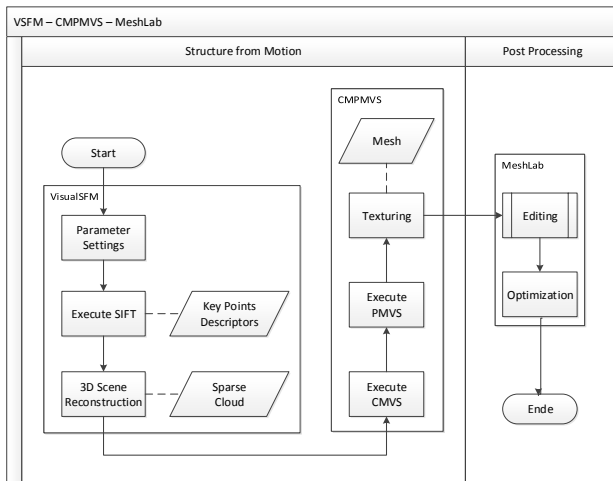 VSFM – CMPMVS – MeshLab
Structure from Motion
Post Processing
Start
VisualSFM
Parameter
Settings
Execute SIFT
Key Points
Descriptors
3D Scene
Reconstruction
Sparse
Cloud
CMPMVS
Mesh
Texturing
Execute
PMVS
Execute
CMVS
MeshLab
Editing
Optimization
Ende